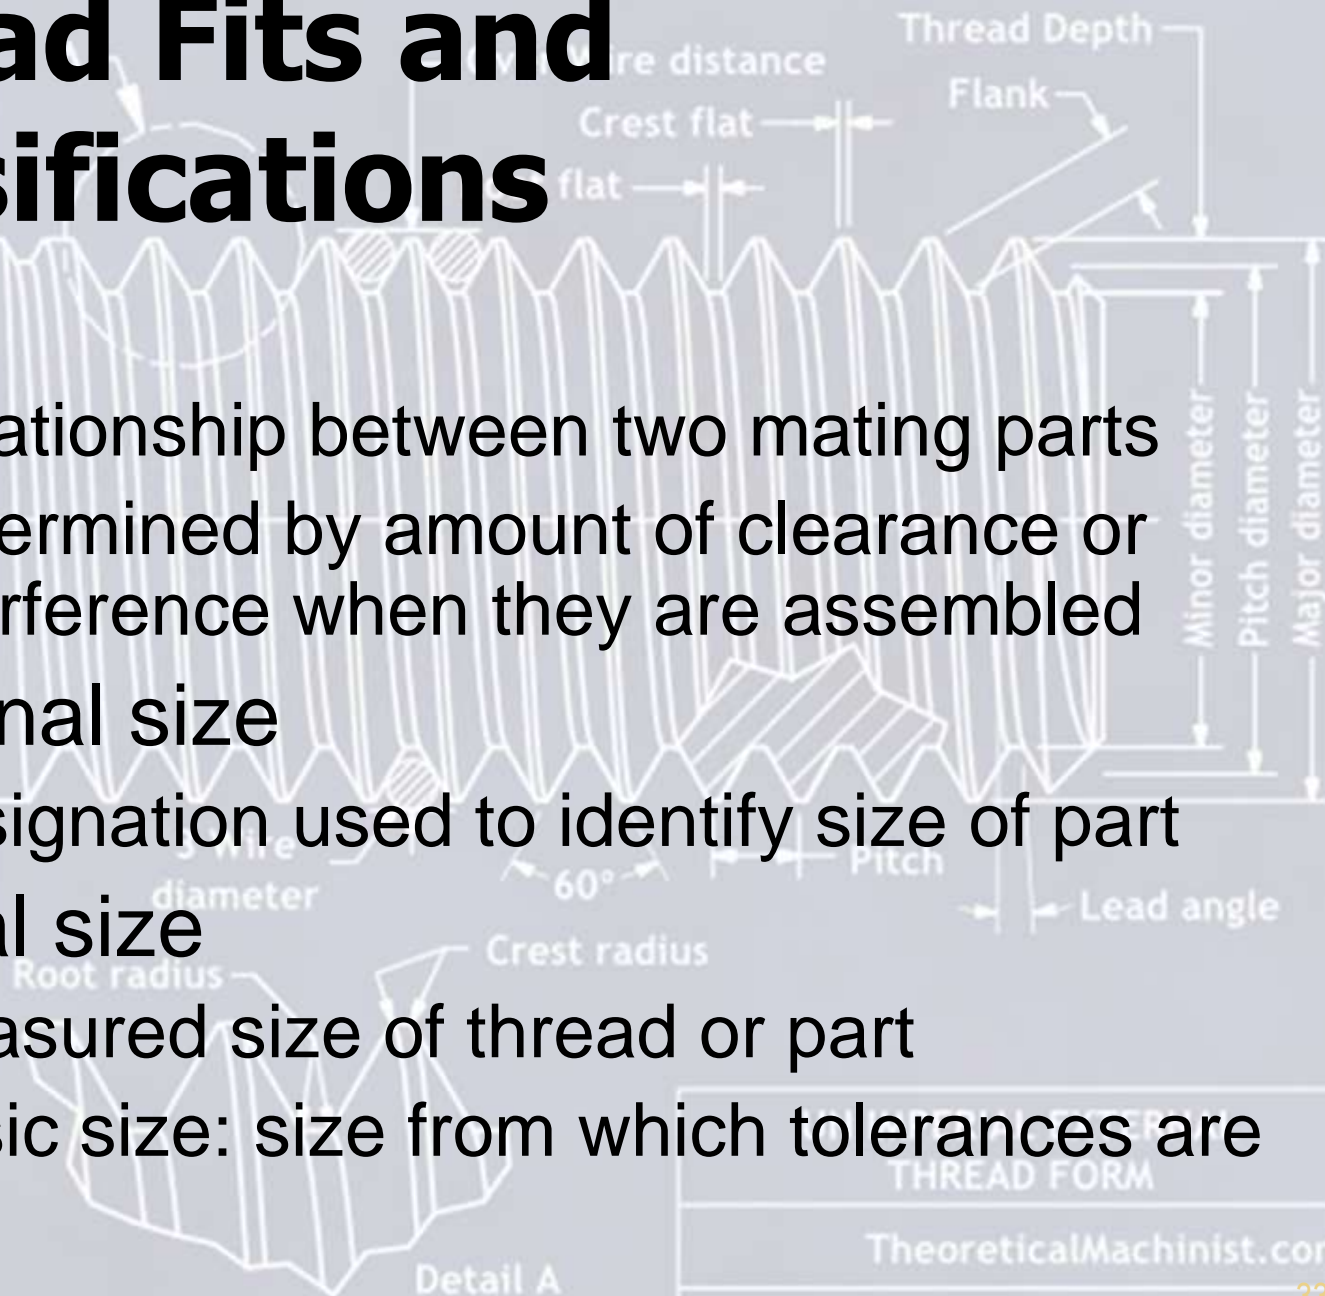 ad Fits and
sifications
re distance
Thread Depth
Flank
Crest flat
flat
ationship between two mating parts
ermined by amount of clearance or
rference when they are assembled
Minor diameter
Pitch diameter
Major diameter
nal size
signation used to identify size of part
wire
diameter
60°
Pitch
Lead angle
al size
Root radius
Crest radius
asured size of thread or part
sic size: size from which tolerances are
THREAD FORM
TheoreticalMachinist.com
Detail A